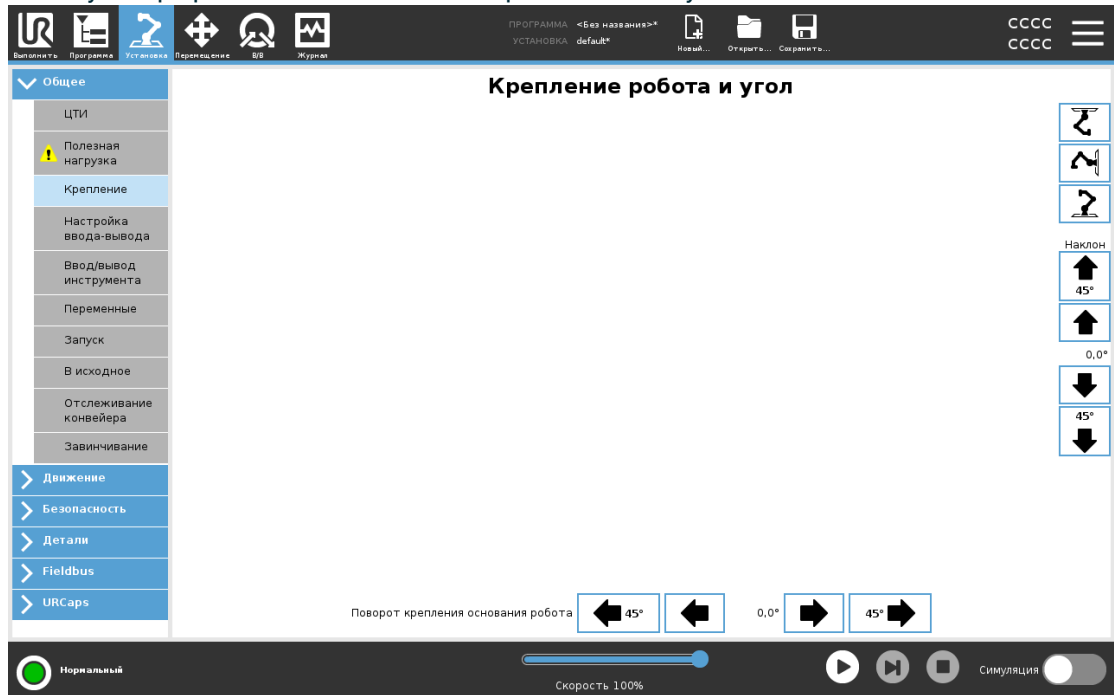 ПРОГРАММА <Без названия>*
УСТАНОВКА default*
Выполнить
Программа
Установка
Перемещение
В/В
Журнал
Новый...
Открыть...
Сохранить...
CCCC
CCCC
Общее
ЦТИ
Полезная
нагрузка
Крепление
Настройка
ввода-вывода
Ввод/вывод
инструмента
Переменные
Запуск
В исходное
Отслеживание
конвейера
Завинчивание
Движение
Безопасность
Детали
Fieldbus
URCaps
Крепление робота и угол
Наклон
45°
0,0°
45°
Поворот крепления основания робота 45° 0,0° 45°
Нормальный
Скорость 100%
Симуляция